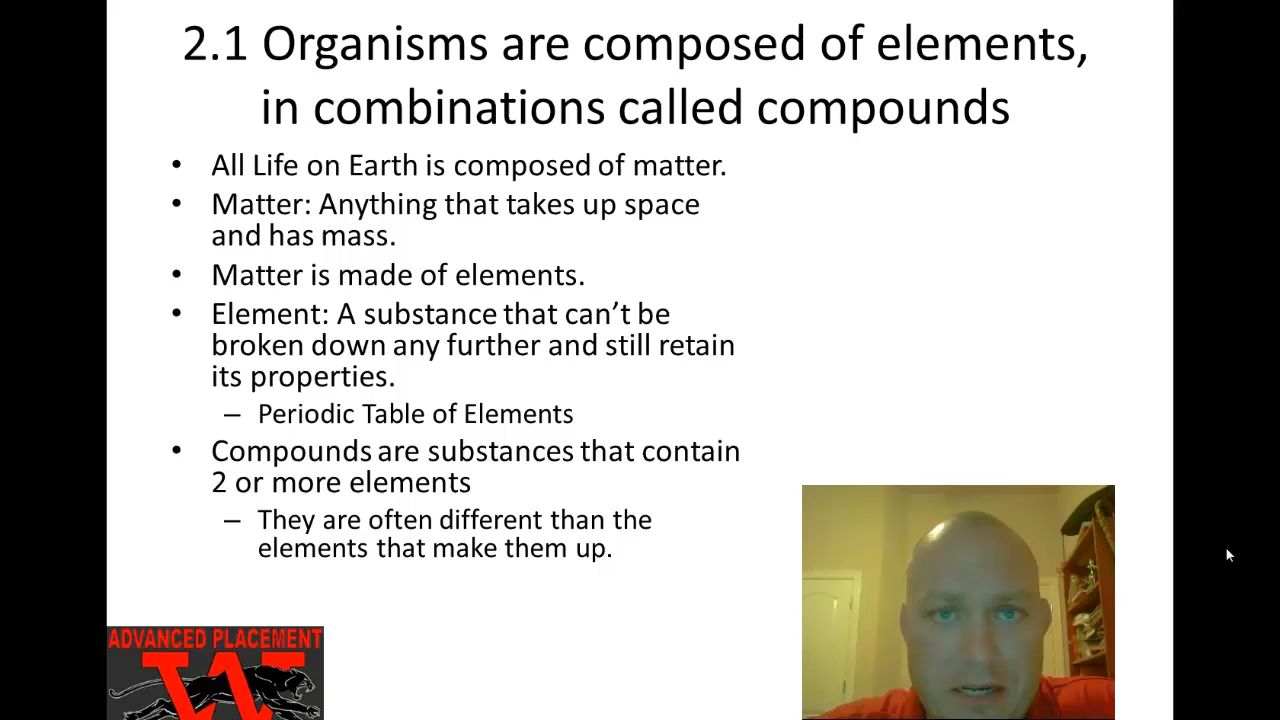 2.1 Organisms are composed of elements,
in combinations called compounds
• All Life on Earth is composed of matter.
• Matter: Anything that takes up space
and has mass.
• Matter is made of elements.
• Element: A substance that can’t be
broken down any further and still retain
its properties.
– Periodic Table of Elements
• Compounds are substances that contain
2 or more elements
– They are often different than the
elements that make them up.
ADVANCED PLACEMENT
W